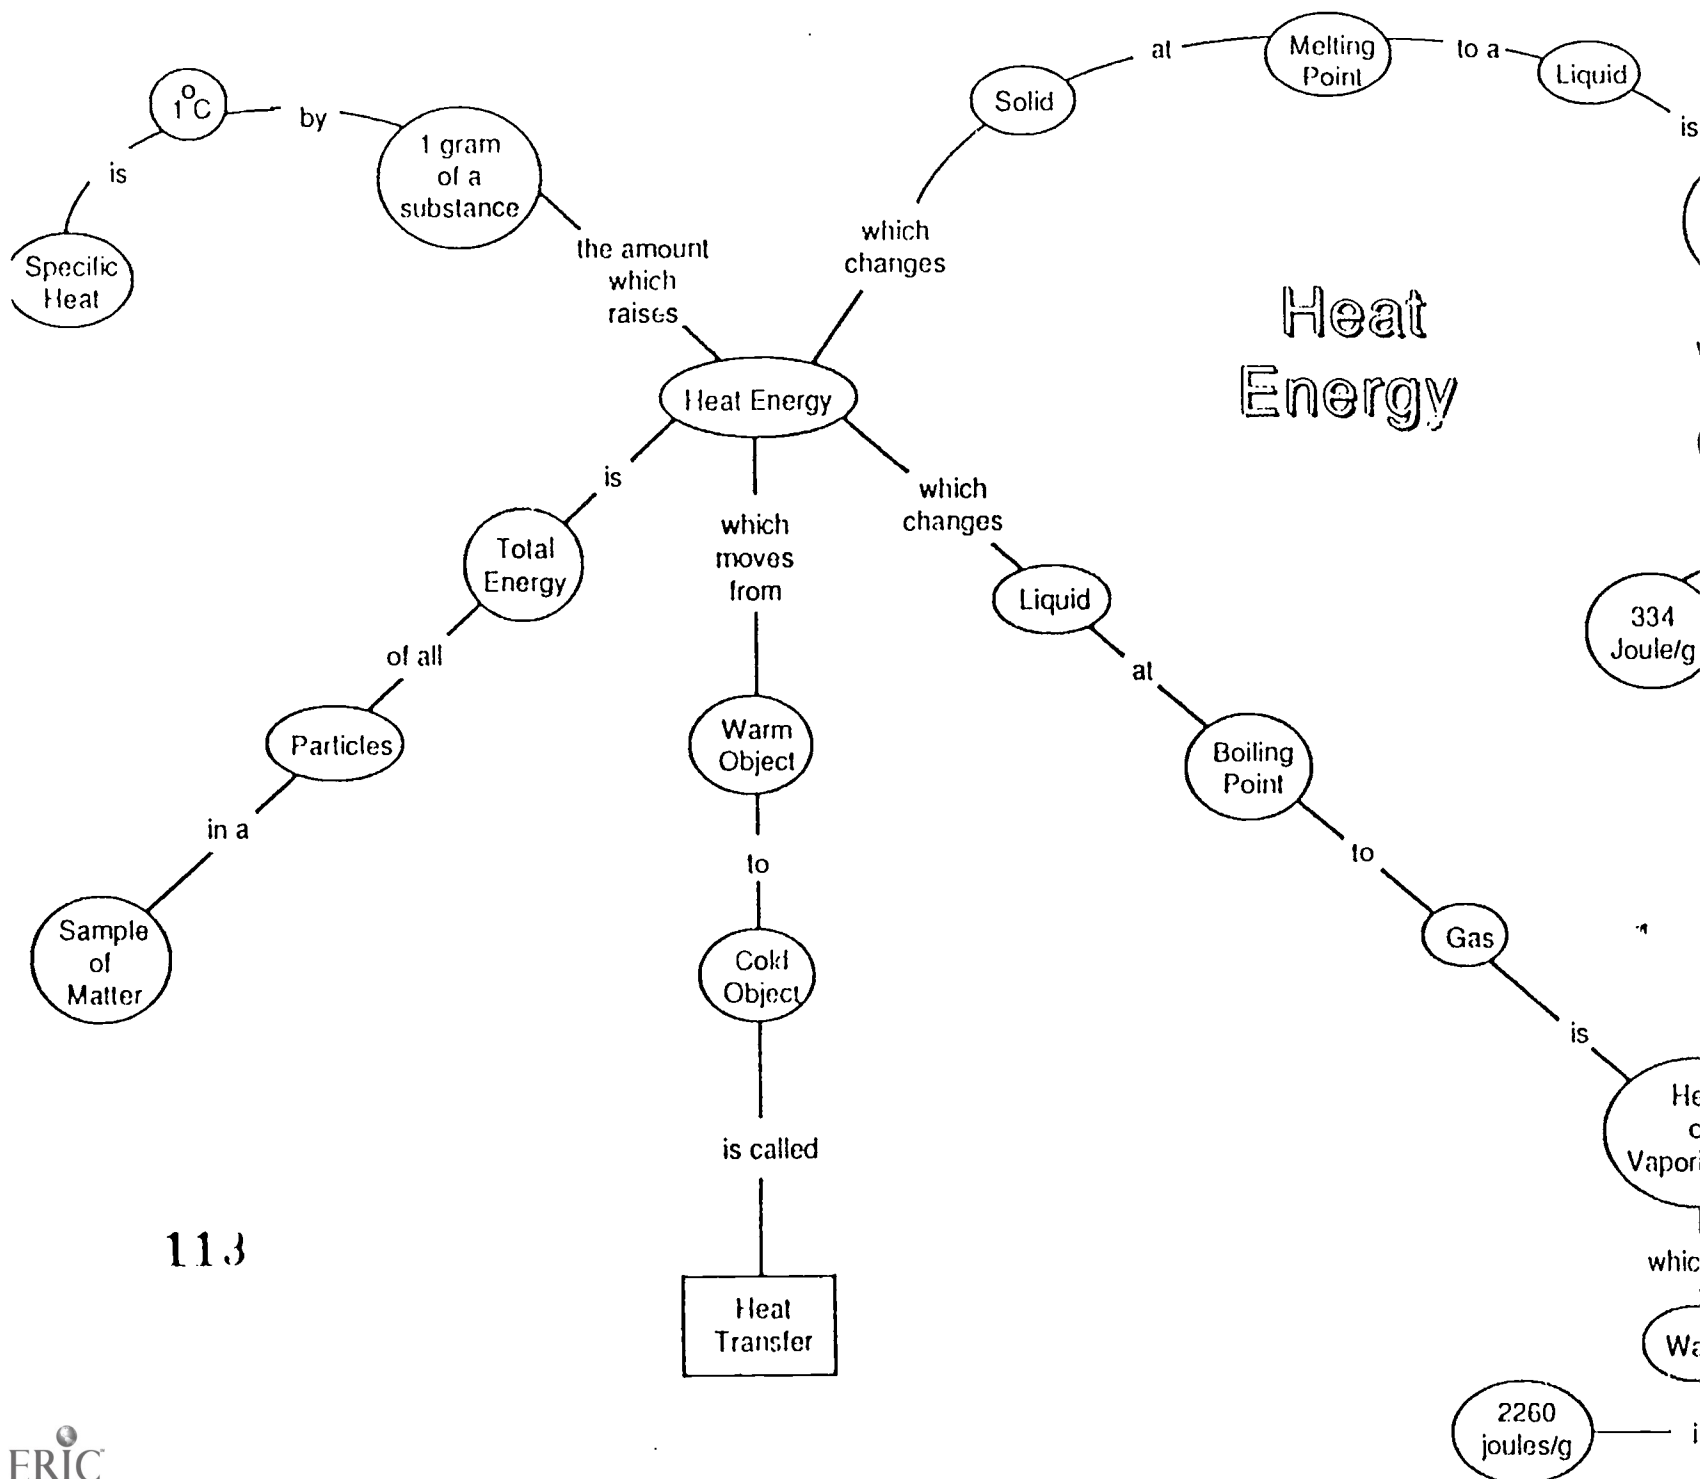 1°C
by
1 gram
of a
substance
is
Specific
Heat
the amount
which
raises
Solid
at
Melting
Point
to a
Liquid
is
which
changes
Heat
Energy
Heat Energy
is
Total
Energy
of all
Particles
in a
Sample
of
Matter
which
moves
from
Warm
Object
to
Cold
Object
is called
Heat
Transfer
which
changes
Liquid
at
Boiling
Point
to
Gas
is
334
Joule/g
2260
joules/g
ERIC